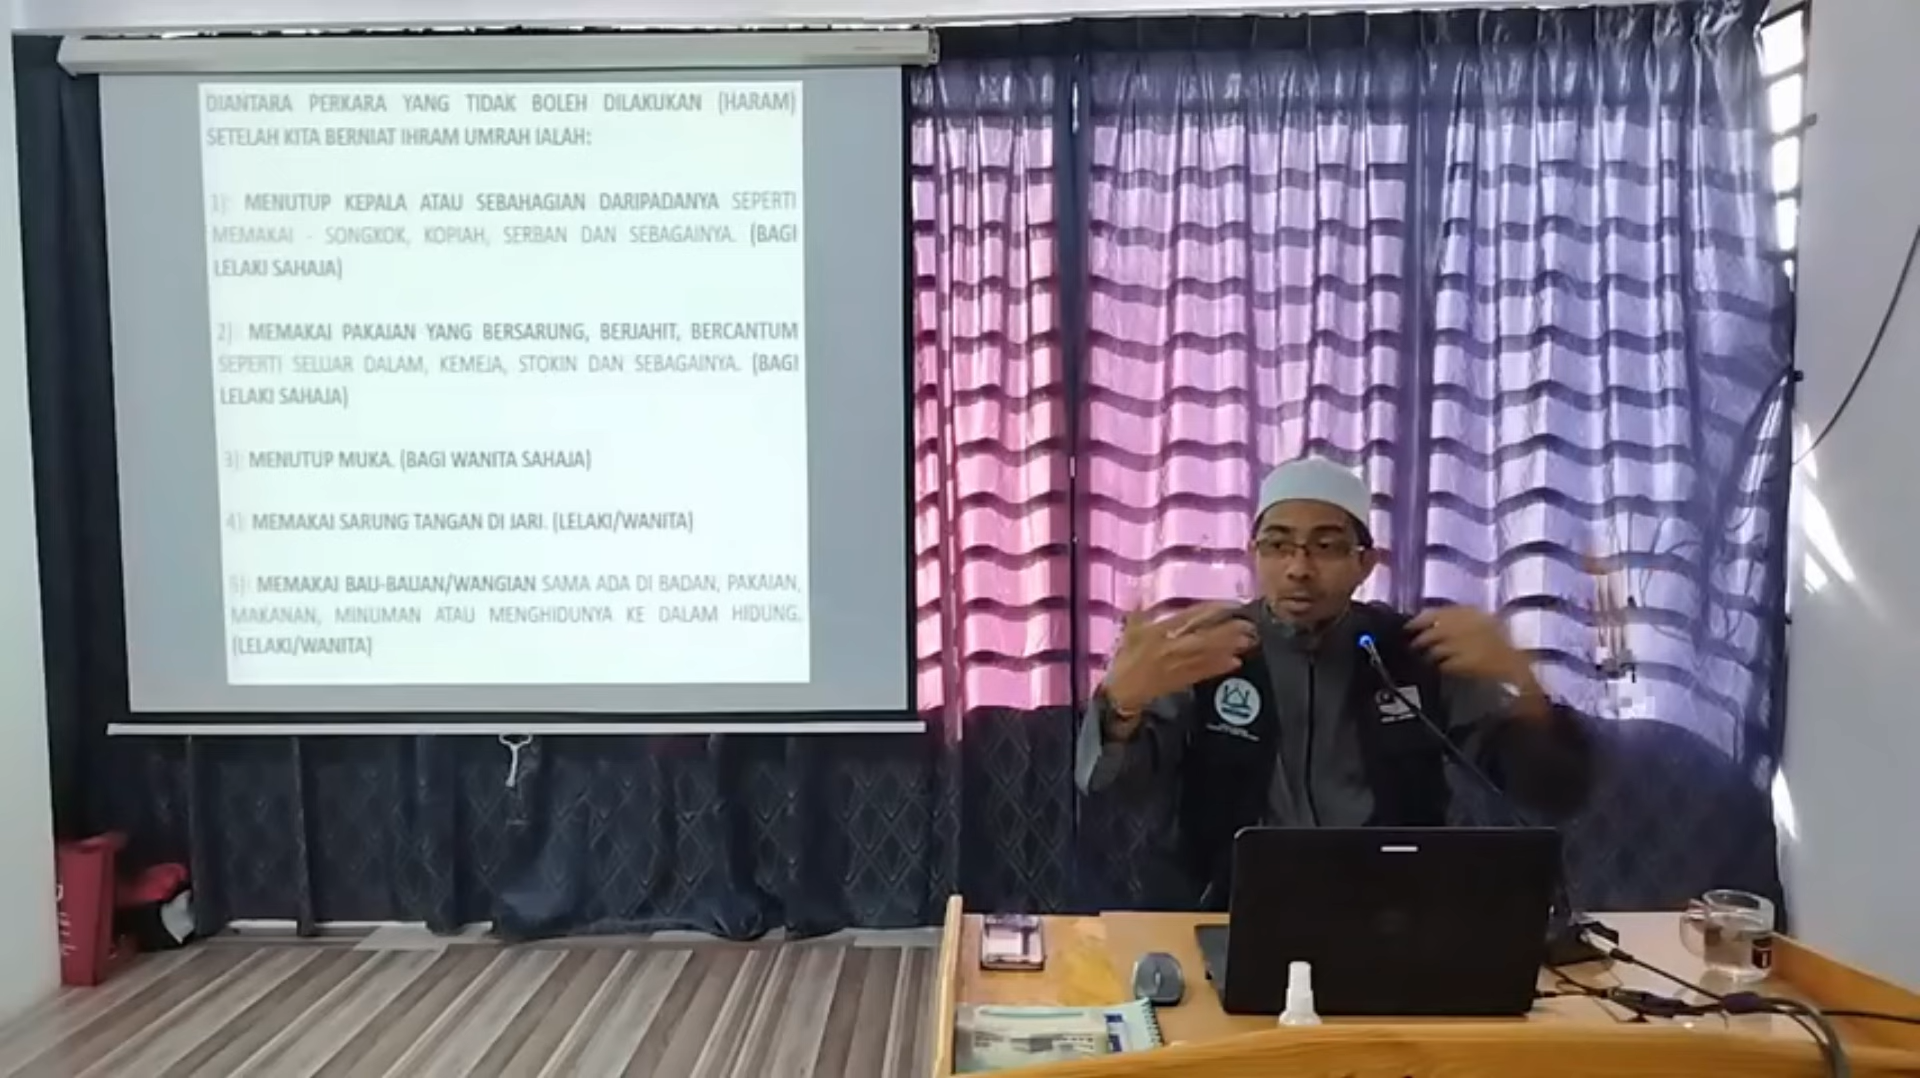 DIANTARA PERKARA YANG TIDAK BOLEH DILAKUKAN (HARAM)
SETELAH KITA BERNIAT IHRAM UMRAH IALAH:
1): MENUTUP KEPALA ATAU SEBAHAGIAN DARIPADANYA SEPERTI
MEMAKAI - SONGKOK, KOPIAH, SERBAN DAN SEBAGAINYA. (BAGI
LELAKI SAHAJA)
2): MEMAKAI PAKAIAN YANG BERSARUNG, BERJAHIT, BERCANTUM
SEPERTI SELUAR DALAM, KEMEJA, STOKIN DAN SEBAGAINYA. (BAGI
LELAKI SAHAJA)
3): MENUTUP MUKA. (BAGI WANITA SAHAJA)
4): MEMAKAI SARUNG TANGAN DI JARI. (LELAKI/WANITA)
5): MEMAKAI BAU-BAUAN/WANGIAN SAMA ADA DI BADAN, PAKAIAN,
MAKANAN, MINUMAN ATAU MENGHIDUNYA KE DALAM HIDUNG.
(LELAKI/WANITA)